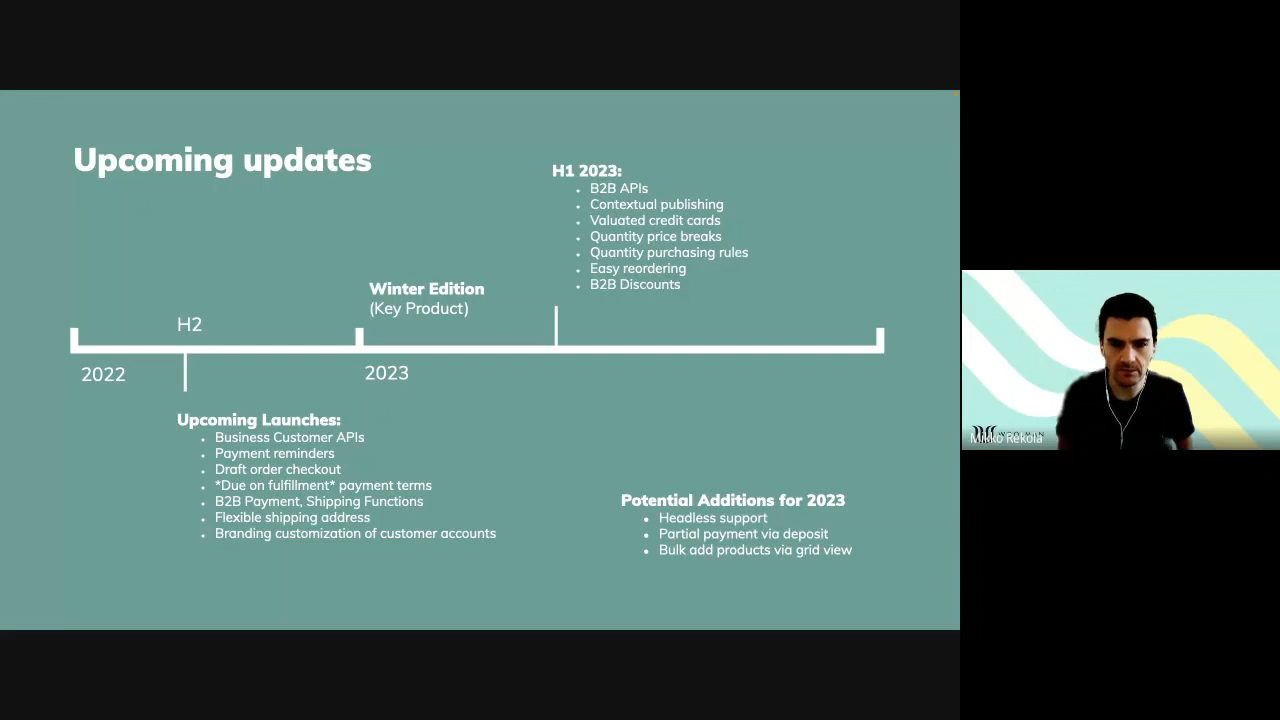 Upcoming updates
H1 2023:
B2B APIs
Contextual publishing
Valuated credit cards
Quantity price breaks
Quantity purchasing rules
Easy reordering
B2B Discounts
Winter Edition
(Key Product)
H2
2022
2023
Upcoming Launches:
Business Customer APIs
Payment reminders
Draft order checkout
*Due on fulfillment* payment terms
B2B Payment, Shipping Functions
Flexible shipping address
Branding customization of customer accounts
Potential Additions for 2023
Headless support
Partial payment via deposit
Bulk add products via grid view
Mikko Rekola